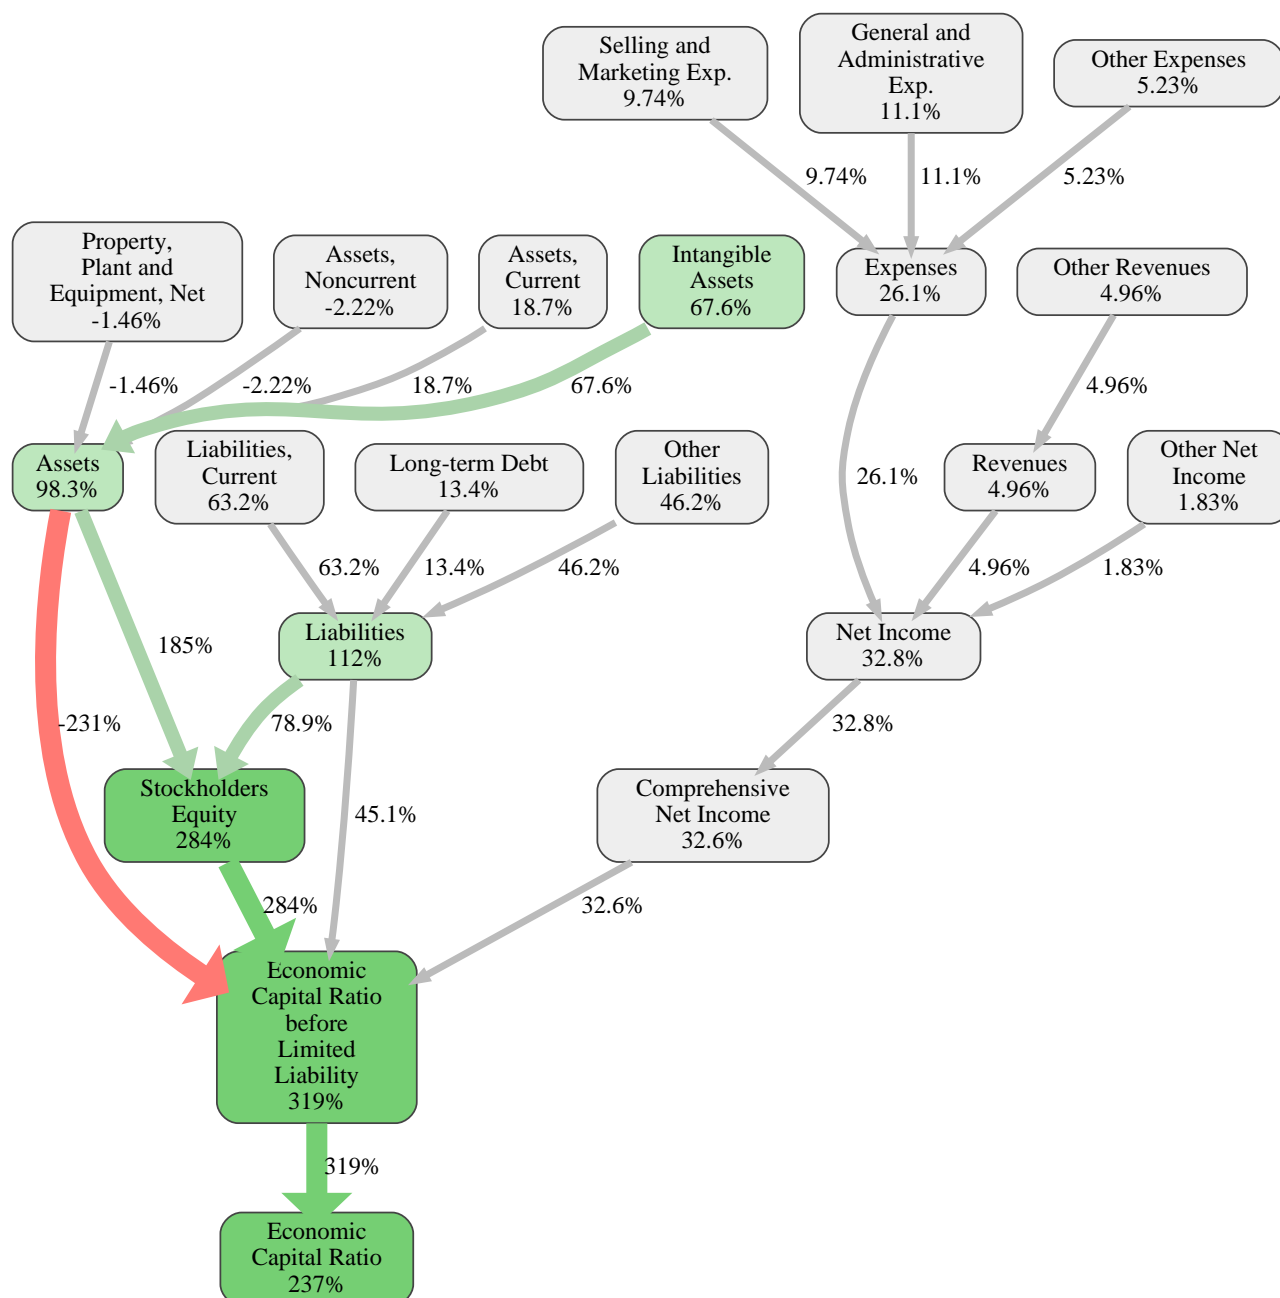 Selling and
Marketing Exp.
9.74%
General and
Administrative
Exp.
11.1%
Other Expenses
5.23%
9.74%
11.1%
5.23%
Property,
Plant and
Equipment, Net
-1.46%
Assets,
Noncurrent
-2.22%
Assets,
Current
18.7%
Intangible
Assets
67.6%
Expenses
26.1%
Other Revenues
4.96%
-1.46%
-2.22%
18.7%
67.6%
4.96%
Assets
98.3%
Liabilities,
Current
63.2%
Long-term Debt
13.4%
Other
Liabilities
46.2%
26.1%
Revenues
4.96%
Other Net
Income
1.83%
63.2%
13.4%
46.2%
4.96%
1.83%
185%
Liabilities
112%
Net Income
32.8%
-231%
78.9%
32.8%
Stockholders
Equity
284%
45.1%
Comprehensive
Net Income
32.6%
284%
32.6%
Economic
Capital Ratio
before
Limited
Liability
319%
319%
Economic
Capital Ratio
237%